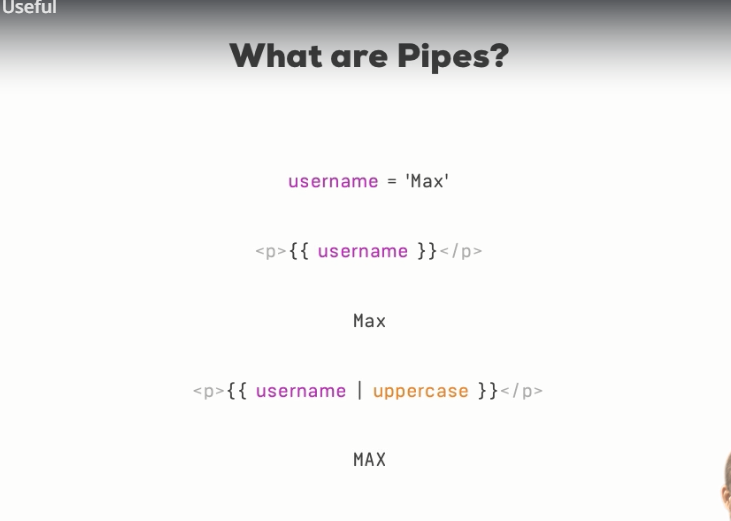 Useful
What are Pipes?
username = 'Max'
<p>{{ username }}</p>
Max
<p>{{ username | uppercase }}</p>
MAX